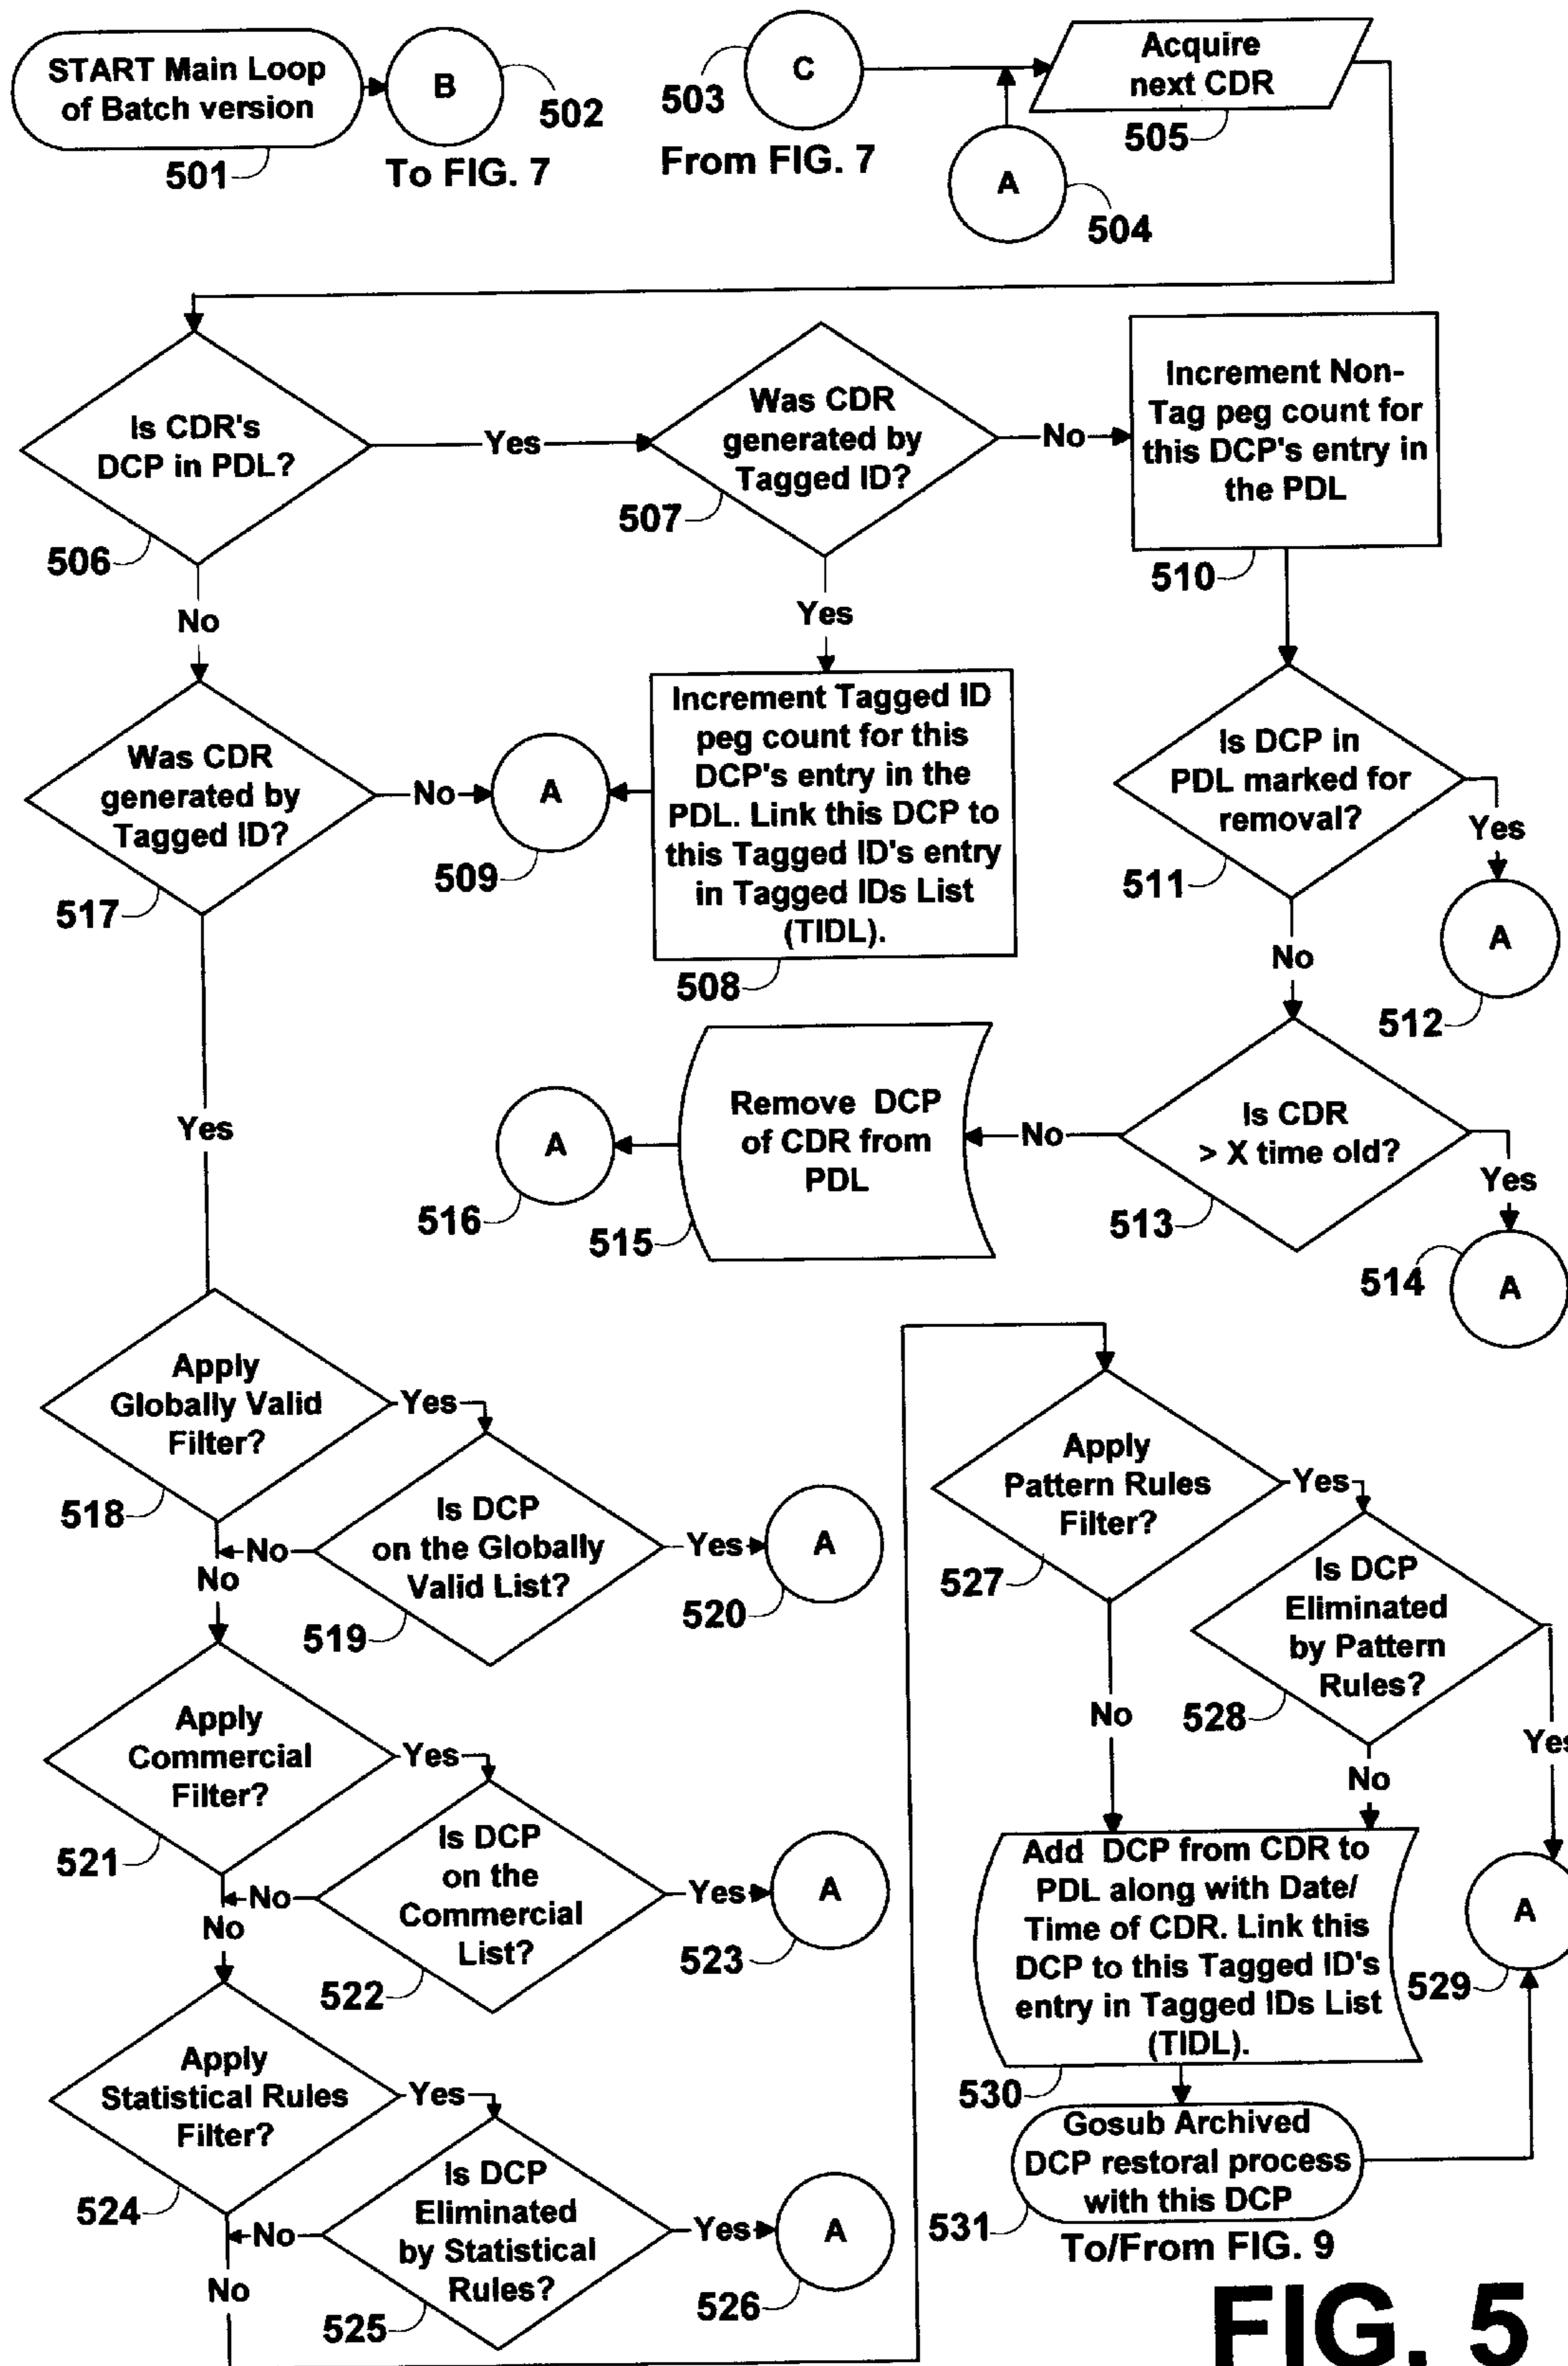 START Main Loop
of Batch version
501
B
502
To FIG. 7
C
503
From FIG. 7
A
504
Acquire
next CDR
505
Is CDR's
DCP in PDL?
506
Yes
No
Was CDR
generated by
Tagged ID?
507
No
Yes
Increment Non-
Tag peg count for
this DCP's entry in
the PDL
510
Was CDR
generated by
Tagged ID?
517
No
A
509
Increment Tagged ID
peg count for this
DCP's entry in the
PDL. Link this DCP to
this Tagged ID's entry
in Tagged IDs List
(TIDL).
508
Is DCP in
PDL marked for
removal?
511
Yes
A
512
No
Is CDR
> X time old?
513
Yes
A
514
No
Remove DCP
of CDR from
PDL
515
A
516
Yes
Apply
Globally Valid
Filter?
518
Yes
No
Is DCP
on the Globally
Valid List?
519
No
Yes
A
520
Apply
Commercial
Filter?
521
Yes
No
Is DCP
on the
Commercial
List?
522
No
Yes
A
523
Apply
Statistical Rules
Filter?
524
Yes
No
Is DCP
Eliminated
by Statistical
Rules?
525
No
Yes
A
526
Apply
Pattern Rules
Filter?
527
Yes
No
Is DCP
Eliminated
by Pattern
Rules?
528
No
Yes
A
529
Add DCP from CDR to
PDL along with Date/
Time of CDR. Link this
DCP to this Tagged ID's
entry in Tagged IDs List
(TIDL).
530
Gosub Archived
DCP restoral process
with this DCP
531
To/From FIG. 9
FIG. 5